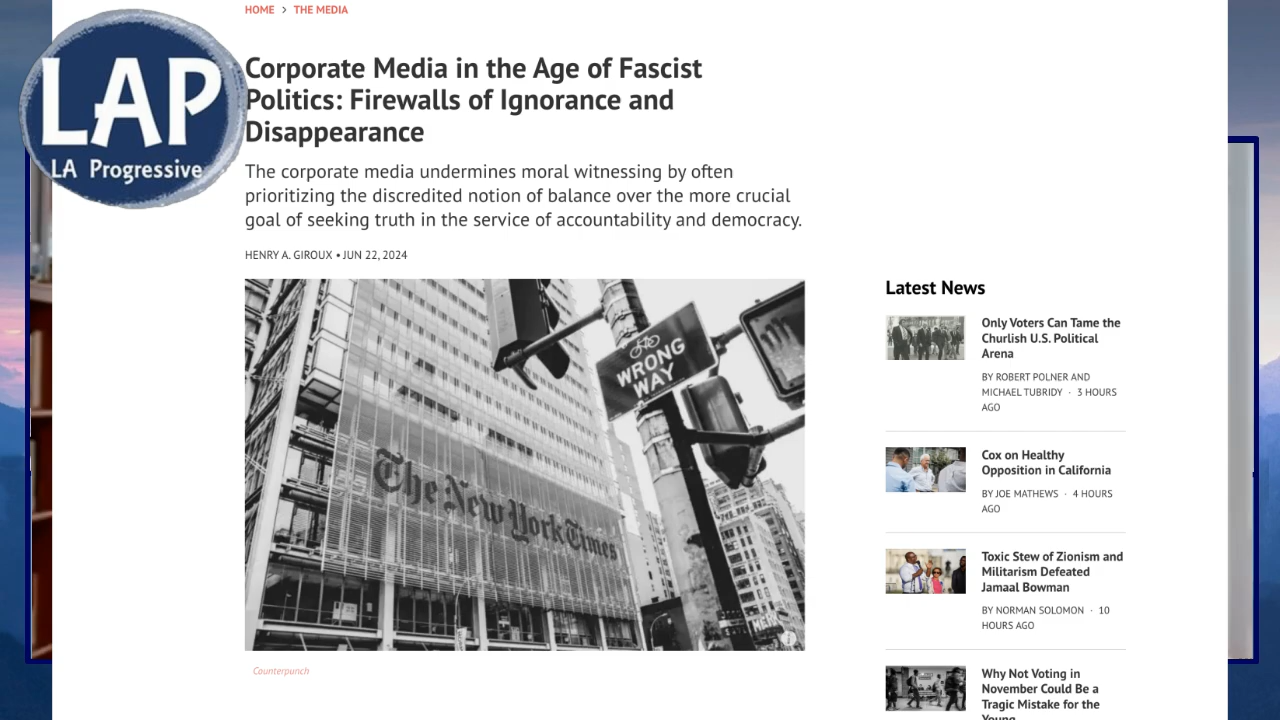 HOME > THE MEDIA
LAP
LA Progressive
Corporate Media in the Age of Fascist
Politics: Firewalls of Ignorance and
Disappearance
The corporate media undermines moral witnessing by often
prioritizing the discredited notion of balance over the more crucial
goal of seeking truth in the service of accountability and democracy.
HENRY A. GIROUX • JUN 22, 2024
WRONG
WAY
The New York Times
Counterpunch
Latest News
Only Voters Can Tame the
Churlish U.S. Political
Arena
BY ROBERT POLNER AND
MICHAEL TUBRIDY · 3 HOURS
AGO
Cox on Healthy
Opposition in California
BY JOE MATHEWS · 4 HOURS
AGO
Toxic Stew of Zionism and
Militarism Defeated
Jamaal Bowman
BY NORMAN SOLOMON · 10
HOURS AGO
Why Not Voting in
November Could Be a
Tragic Mistake for the
Young